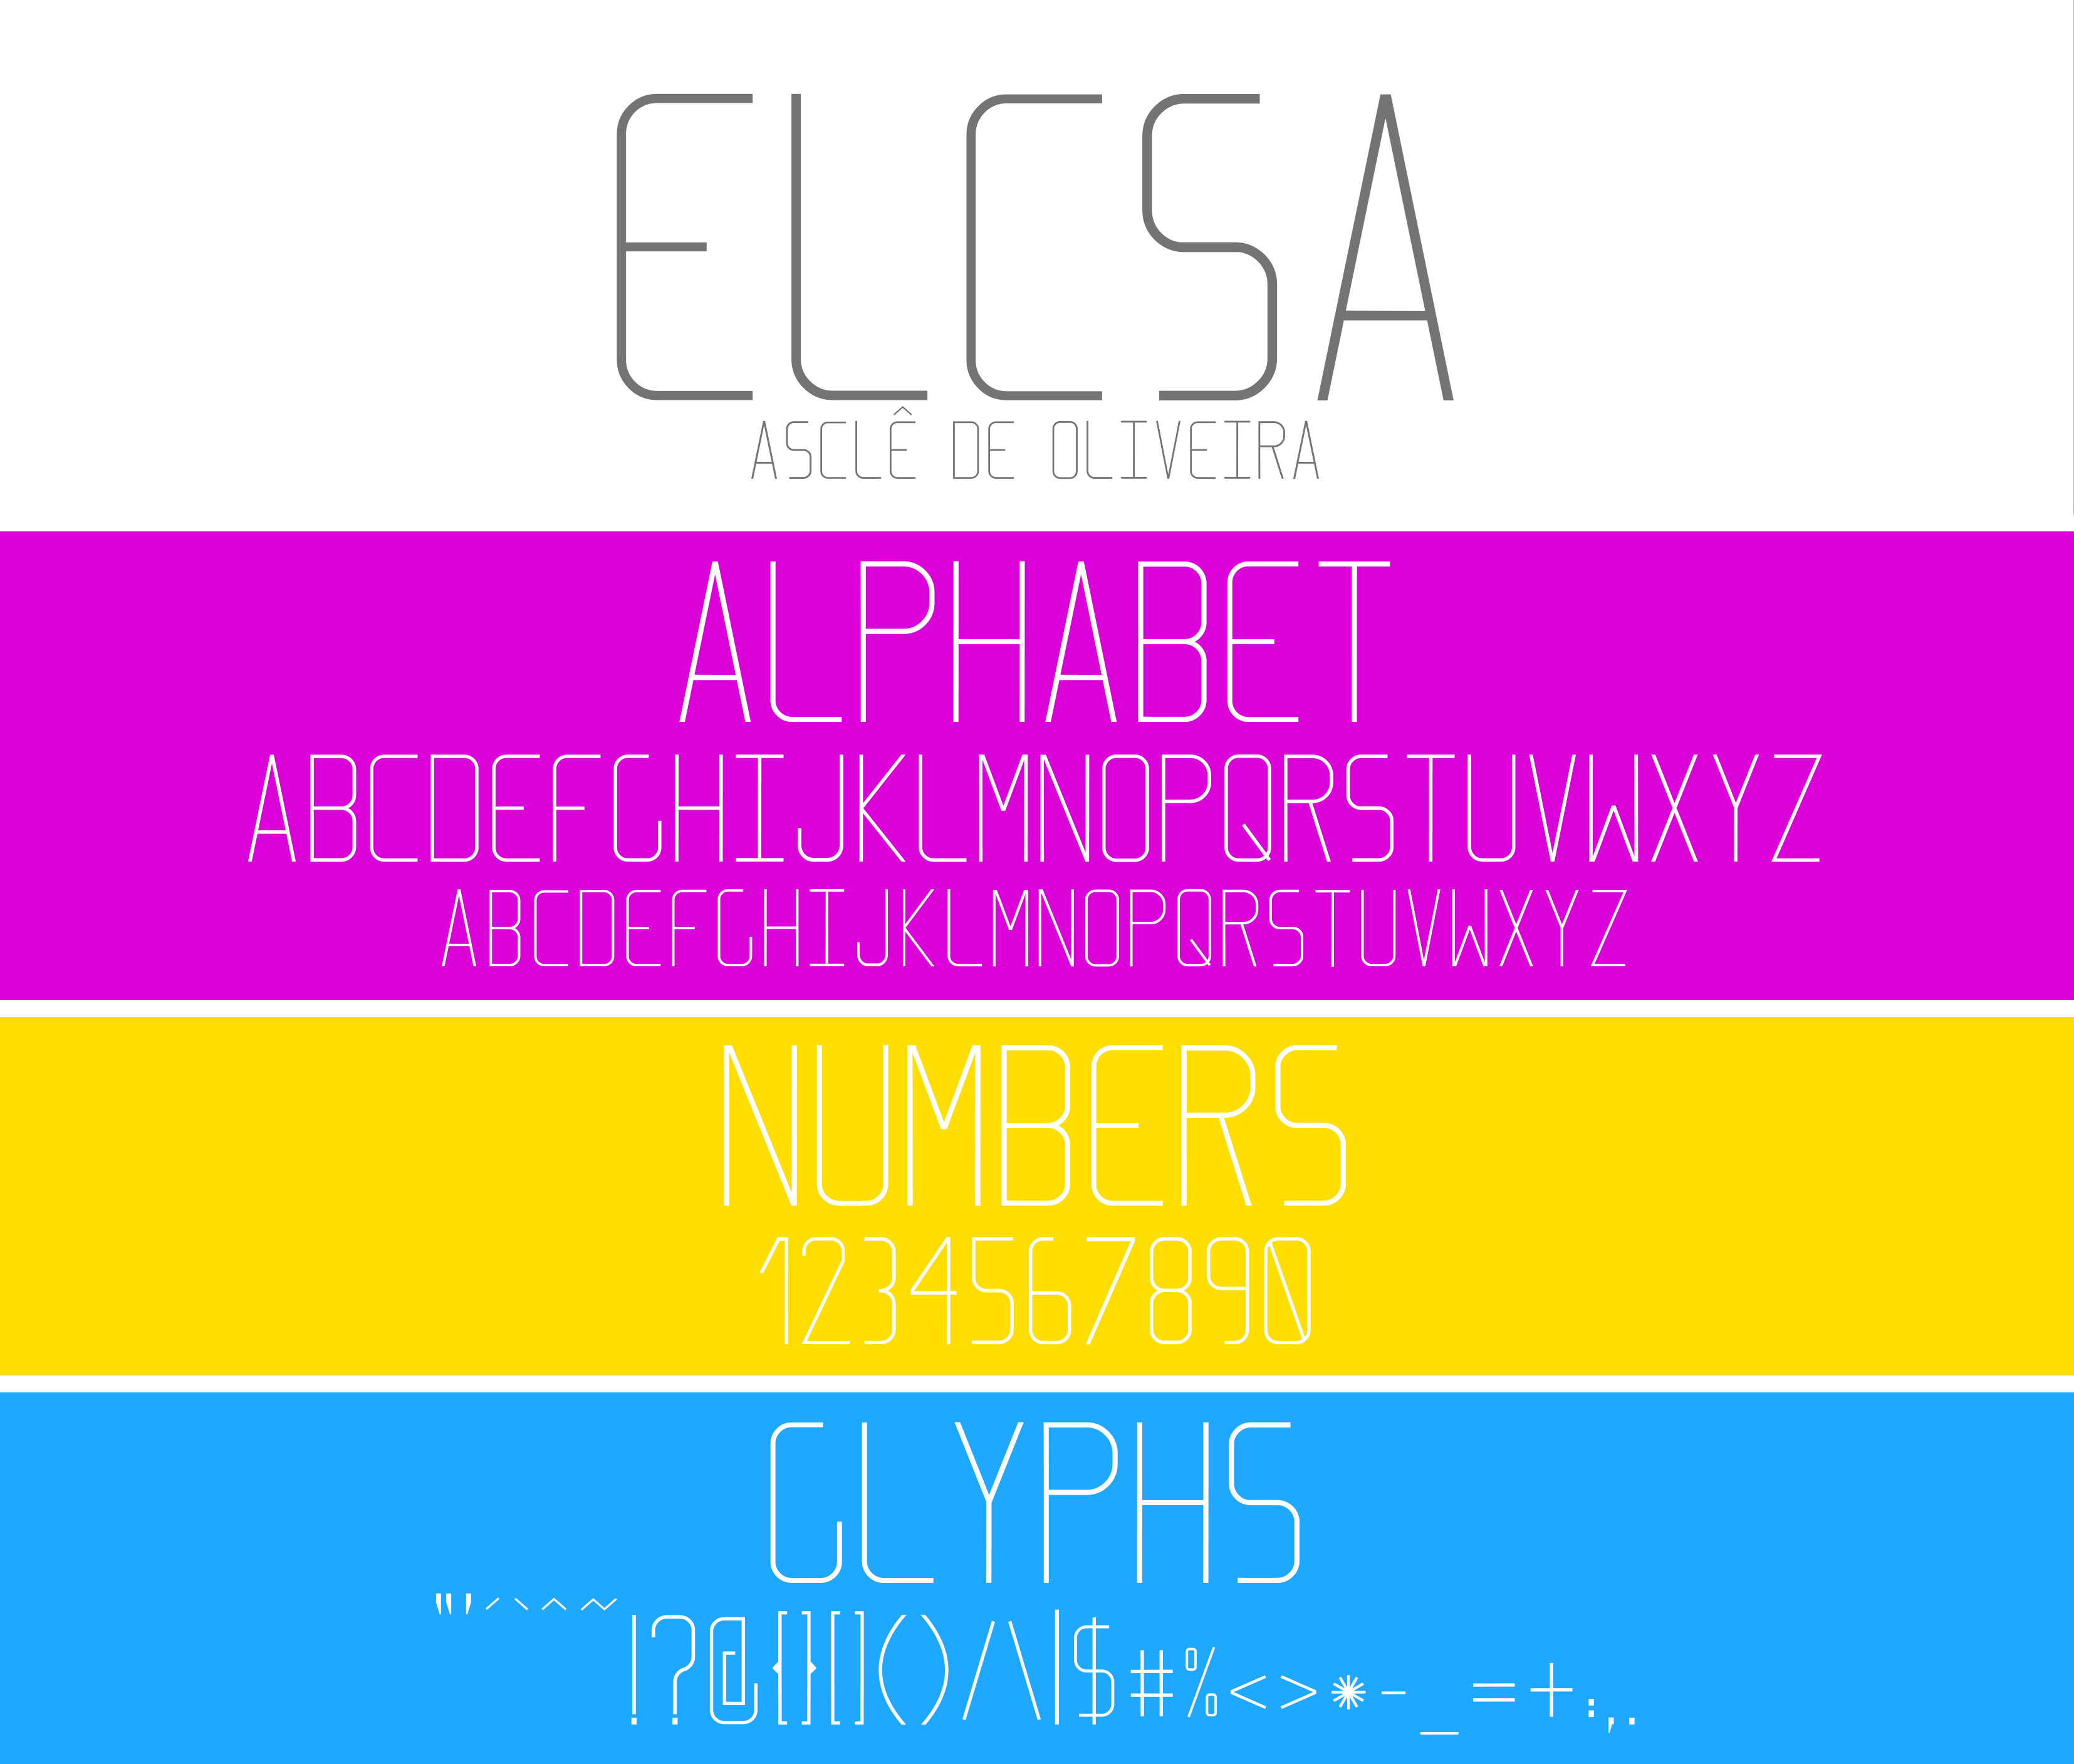 ELCSA
ASCLÊ DE OLIVEIRA
ALPHABET
ABCDEFGHIJKLMNOPQRSTUVWXYZ
ABCDEFGHIJKLMNOPQRSTUVWXYZ
NUMBERS
1234567890
GLYPHS
"'´`^~!?@{}[]()/\|$#%<>*-_=+:,.